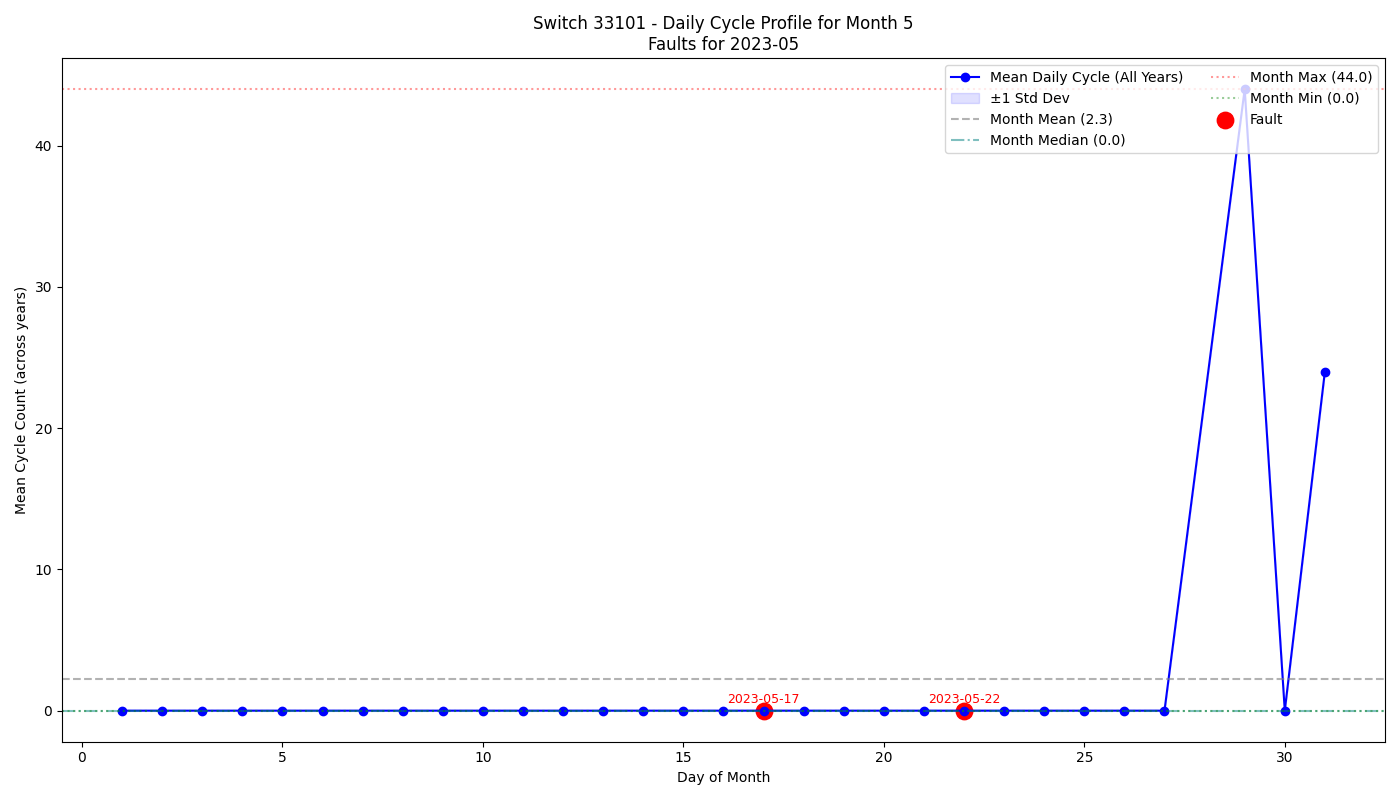 Switch 33101 - Daily Cycle Profile for Month 5
Faults for 2023-05
Mean Daily Cycle (All Years)
±1 Std Dev
Month Mean (2.3)
Month Median (0.0)
Month Max (44.0)
Month Min (0.0)
Fault
Mean Cycle Count (across years)
40
30
20
10
0
2023-05-17
2023-05-22
0
5
10
15
20
25
30
Day of Month